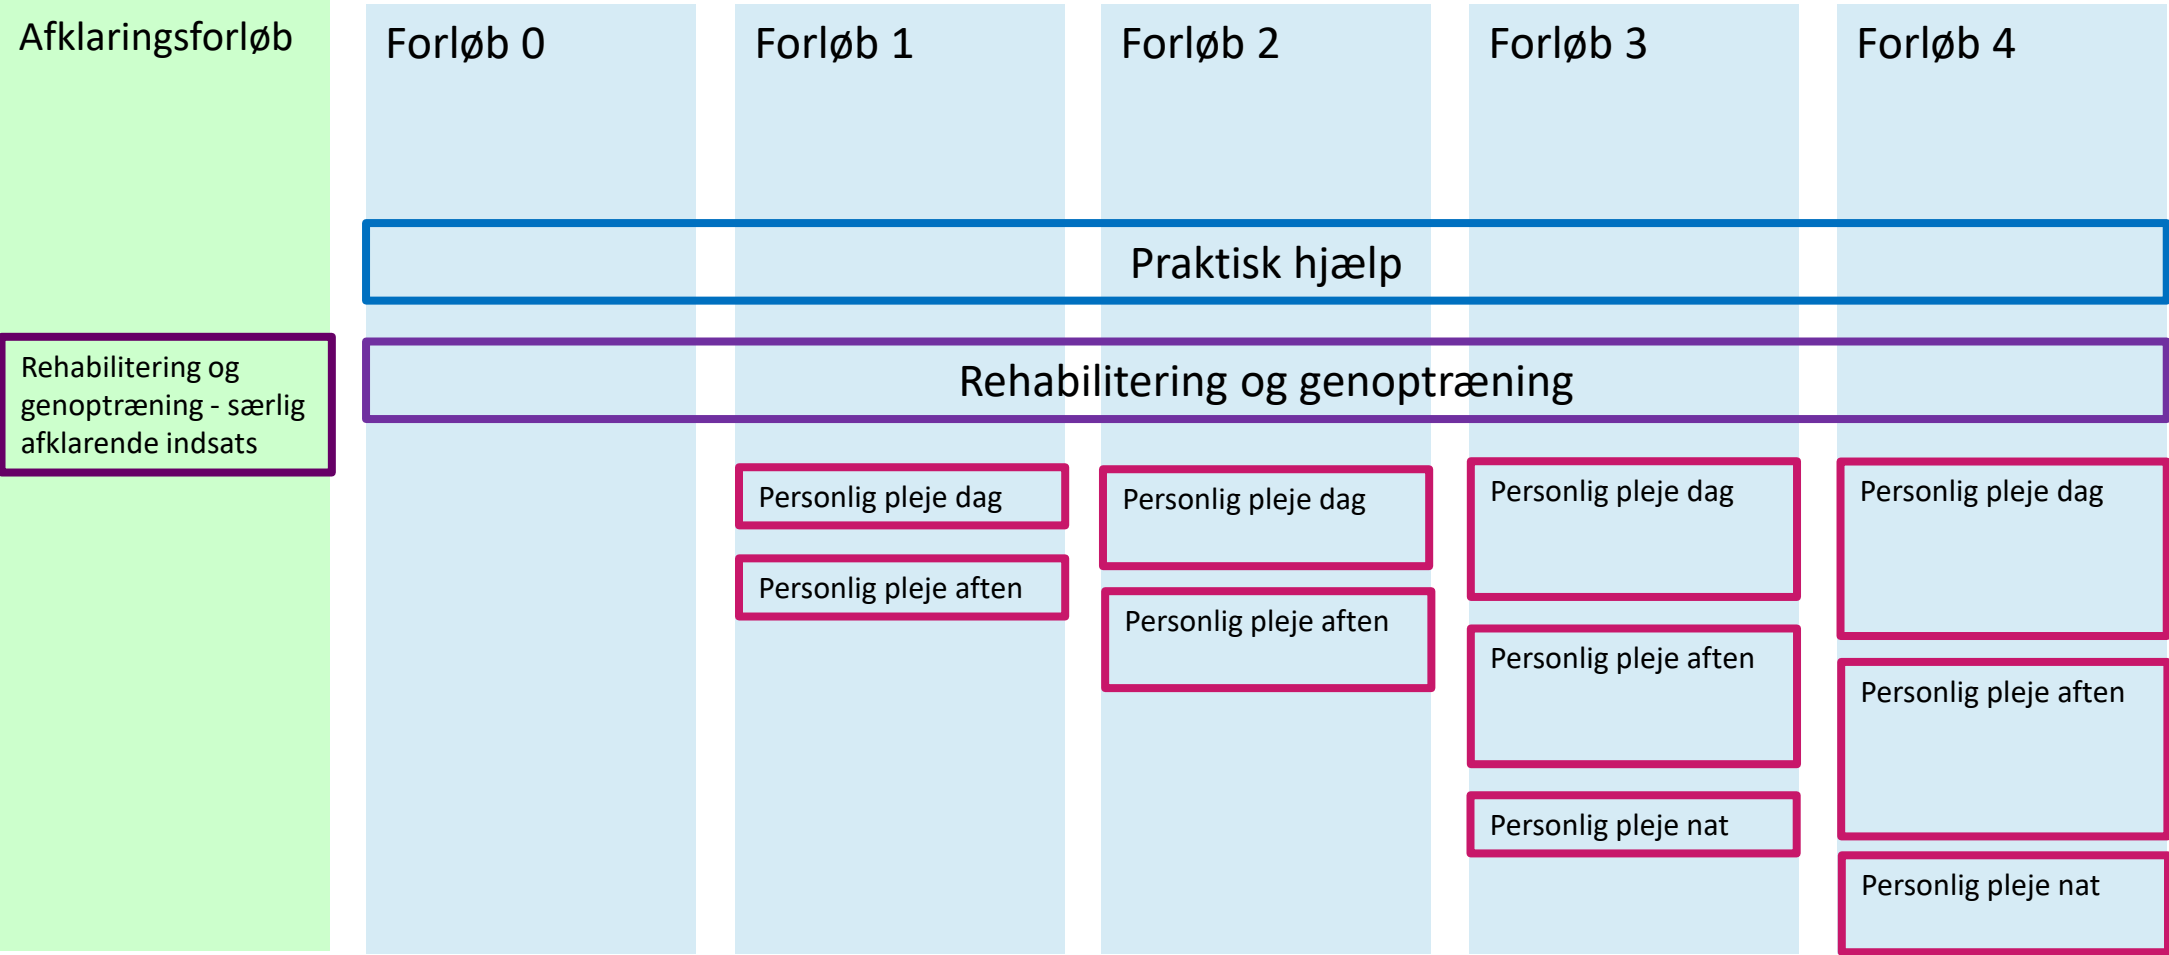 Afklaringsforløb
Forløb 0
Forløb 1
Forløb 2
Forløb 3
Forløb 4
Praktisk hjælp
Rehabilitering og
genoptræning - særlig
afklarende indsats
Rehabilitering og genoptræning
Personlig pleje dag
Personlig pleje aften
Personlig pleje dag
Personlig pleje aften
Personlig pleje dag
Personlig pleje aften
Personlig pleje nat
Personlig pleje dag
Personlig pleje aften
Personlig pleje nat